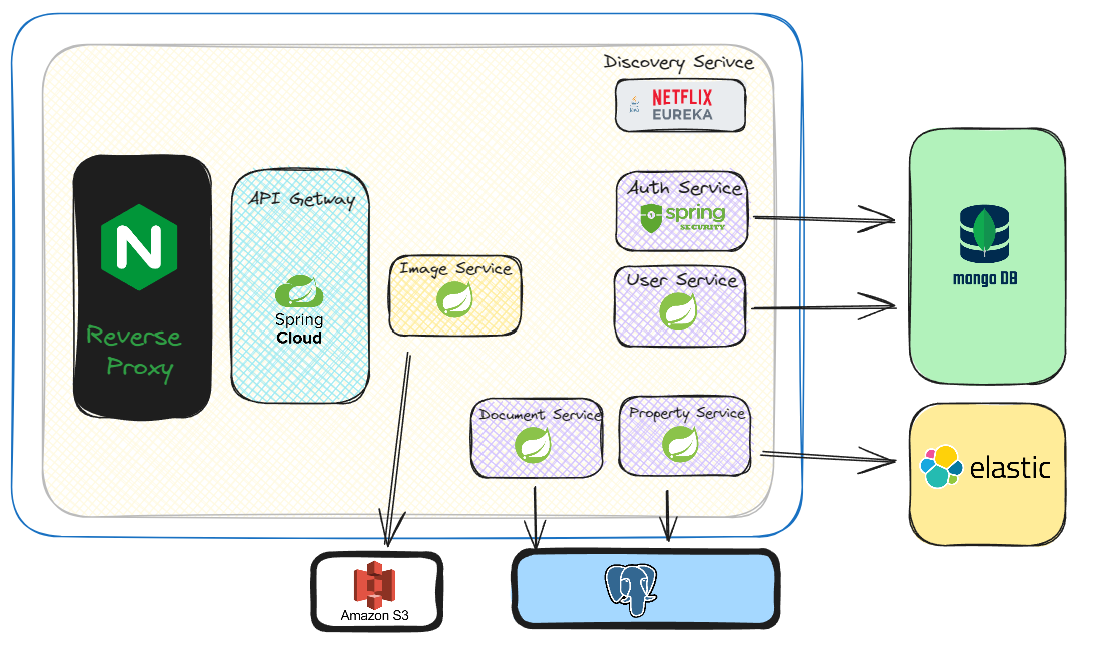 Discovery Serivce
NETFLIX
EUREKA
Auth Service
spring
SECURITY
mongo DB
User Service
API Getway
Spring
Cloud
Image Service
Reverse
Proxy
Document Service
Property Service
elastic
Amazon S3